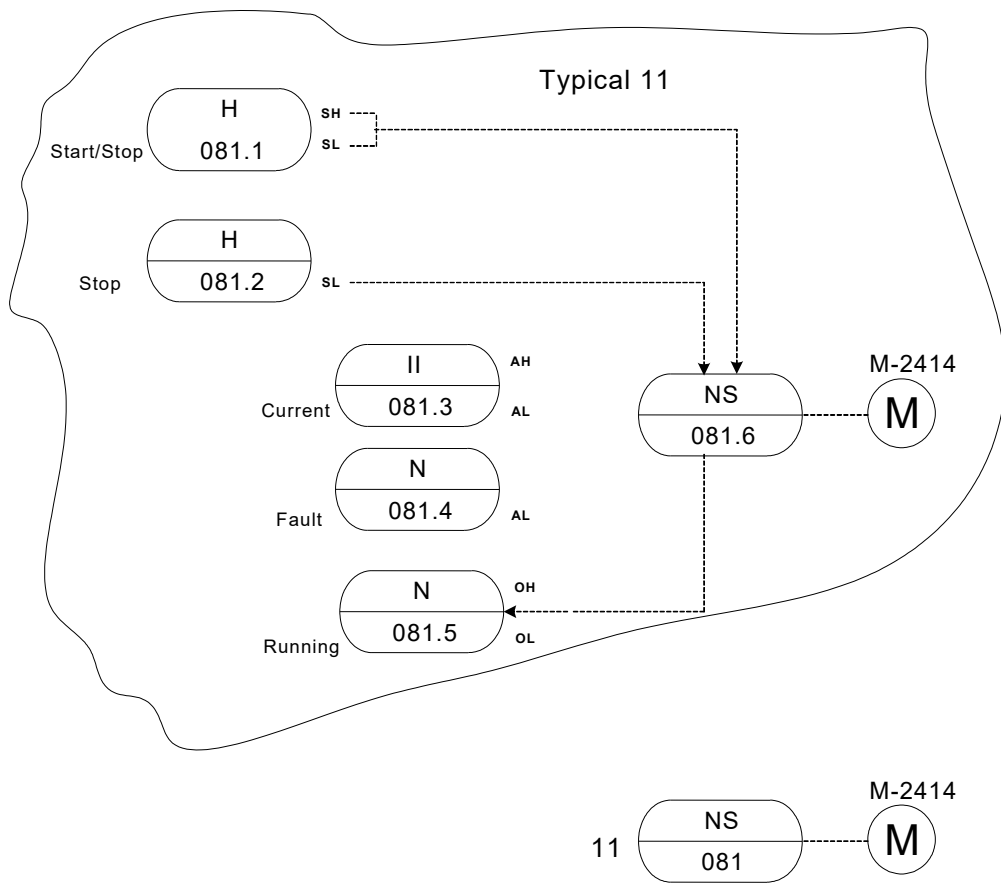 Typical 11
H
081.1
SH
SL
Start/Stop
H
081.2
SL
Stop
II
081.3
AH
AL
Current
N
081.4
AL
Fault
N
081.5
OH
OL
Running
NS
081.6
M-2414
M
11
NS
081
M-2414
M